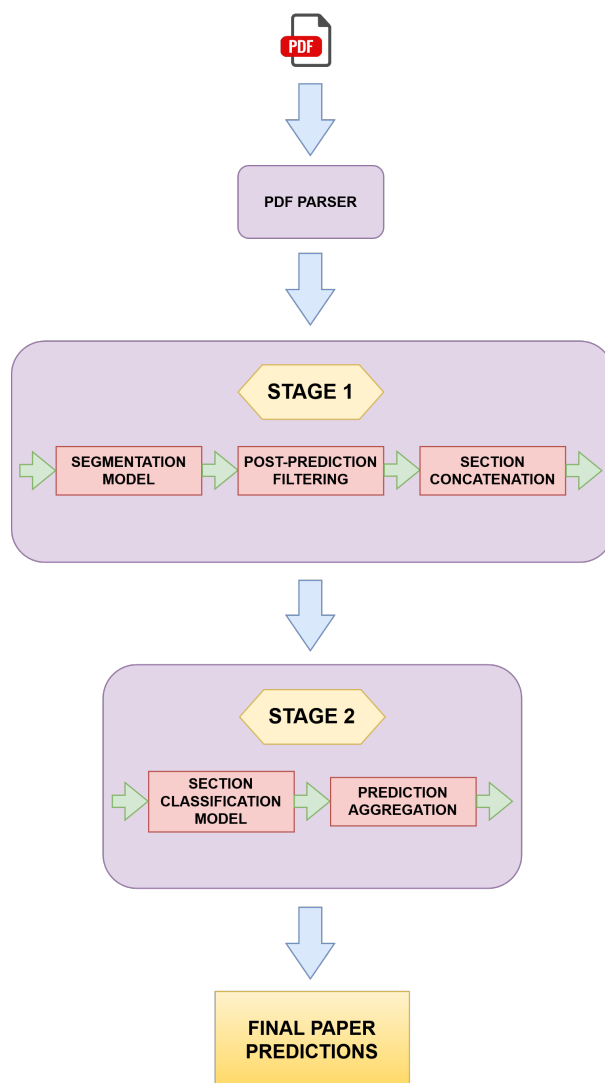 PDF
PDF PARSER
STAGE 1
SEGMENTATION
MODEL
POST-PREDICTION
FILTERING
SECTION
CONCATENATION
STAGE 2
SECTION
CLASSIFICATION
MODEL
PREDICTION
AGGREGATION
FINAL PAPER
PREDICTIONS